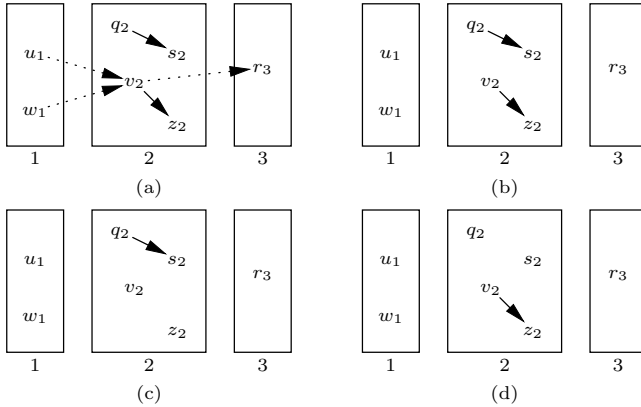 q₂
u₁ s₂
v₂ r₃
w₁
z₂
1 2 3
(a)
q₂
u₁ s₂
v₂ r₃
w₁
z₂
1 2 3
(b)
q₂
u₁ s₂
r₃
v₂
w₁
z₂
1 2 3
(c)
q₂
u₁ s₂
r₃
v₂
w₁
z₂
1 2 3
(d)